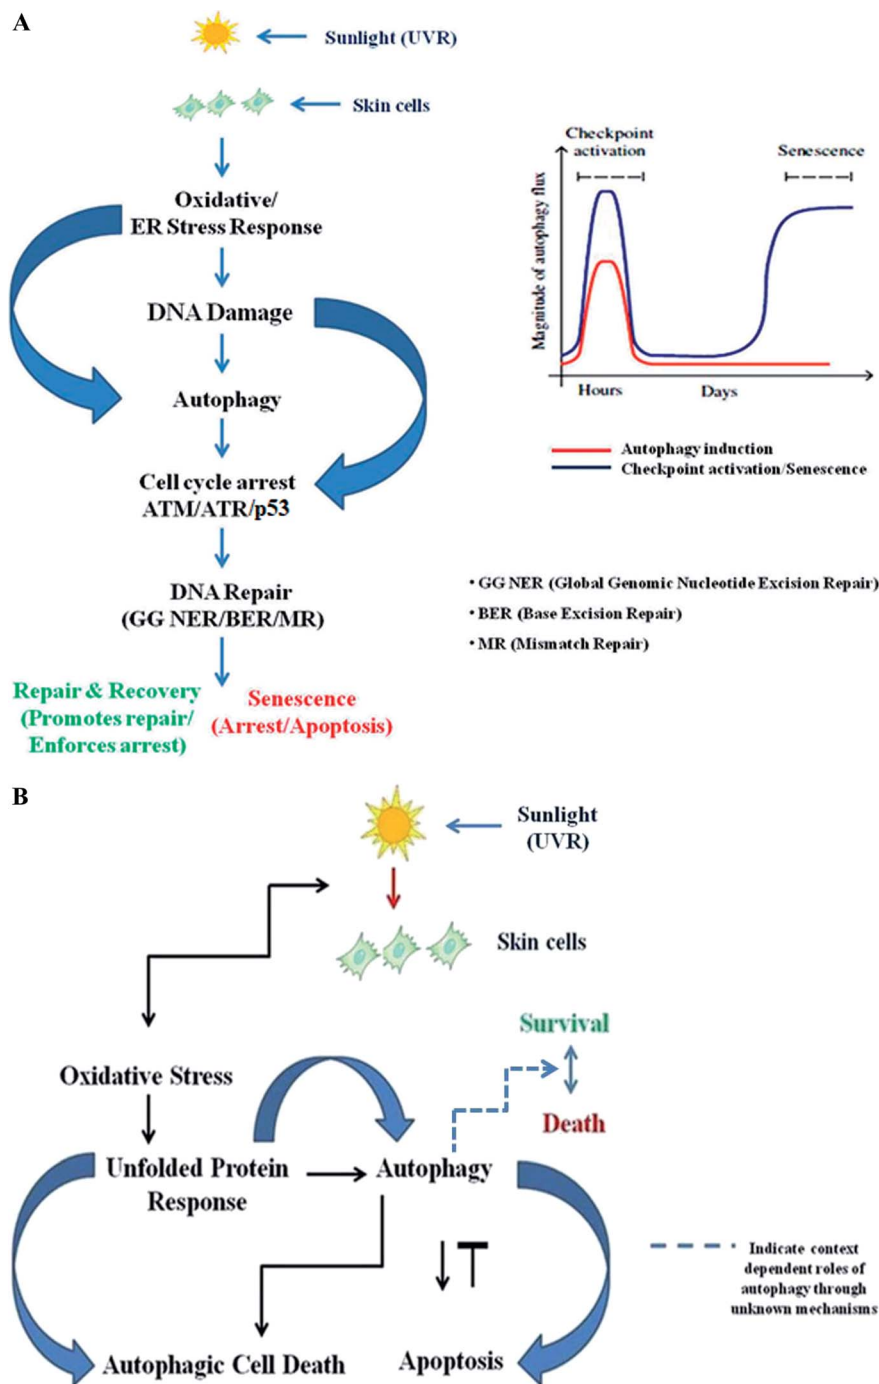 A
Sunlight (UVR)
Skin cells
Oxidative/
ER Stress Response
DNA Damage
Autophagy
Cell cycle arrest
ATM/ATR/p53
DNA Repair
(GG NER/BER/MR)
Repair & Recovery
(Promotes repair/
Enforces arrest)
Senescence
(Arrest/Apoptosis)
Checkpoint
activation
Senescence
Magnitude of autophagy flux
Hours
Days
Autophagy induction
Checkpoint activation/Senescence
• GG NER (Global Genomic Nucleotide Excision Repair)
• BER (Base Excision Repair)
• MR (Mismatch Repair)
B
Sunlight
(UVR)
Skin cells
Survival
Death
Oxidative Stress
Unfolded Protein
Response
Autophagy
Indicate context
dependent roles of
autophagy through
unknown mechanisms
Autophagic Cell Death
Apoptosis